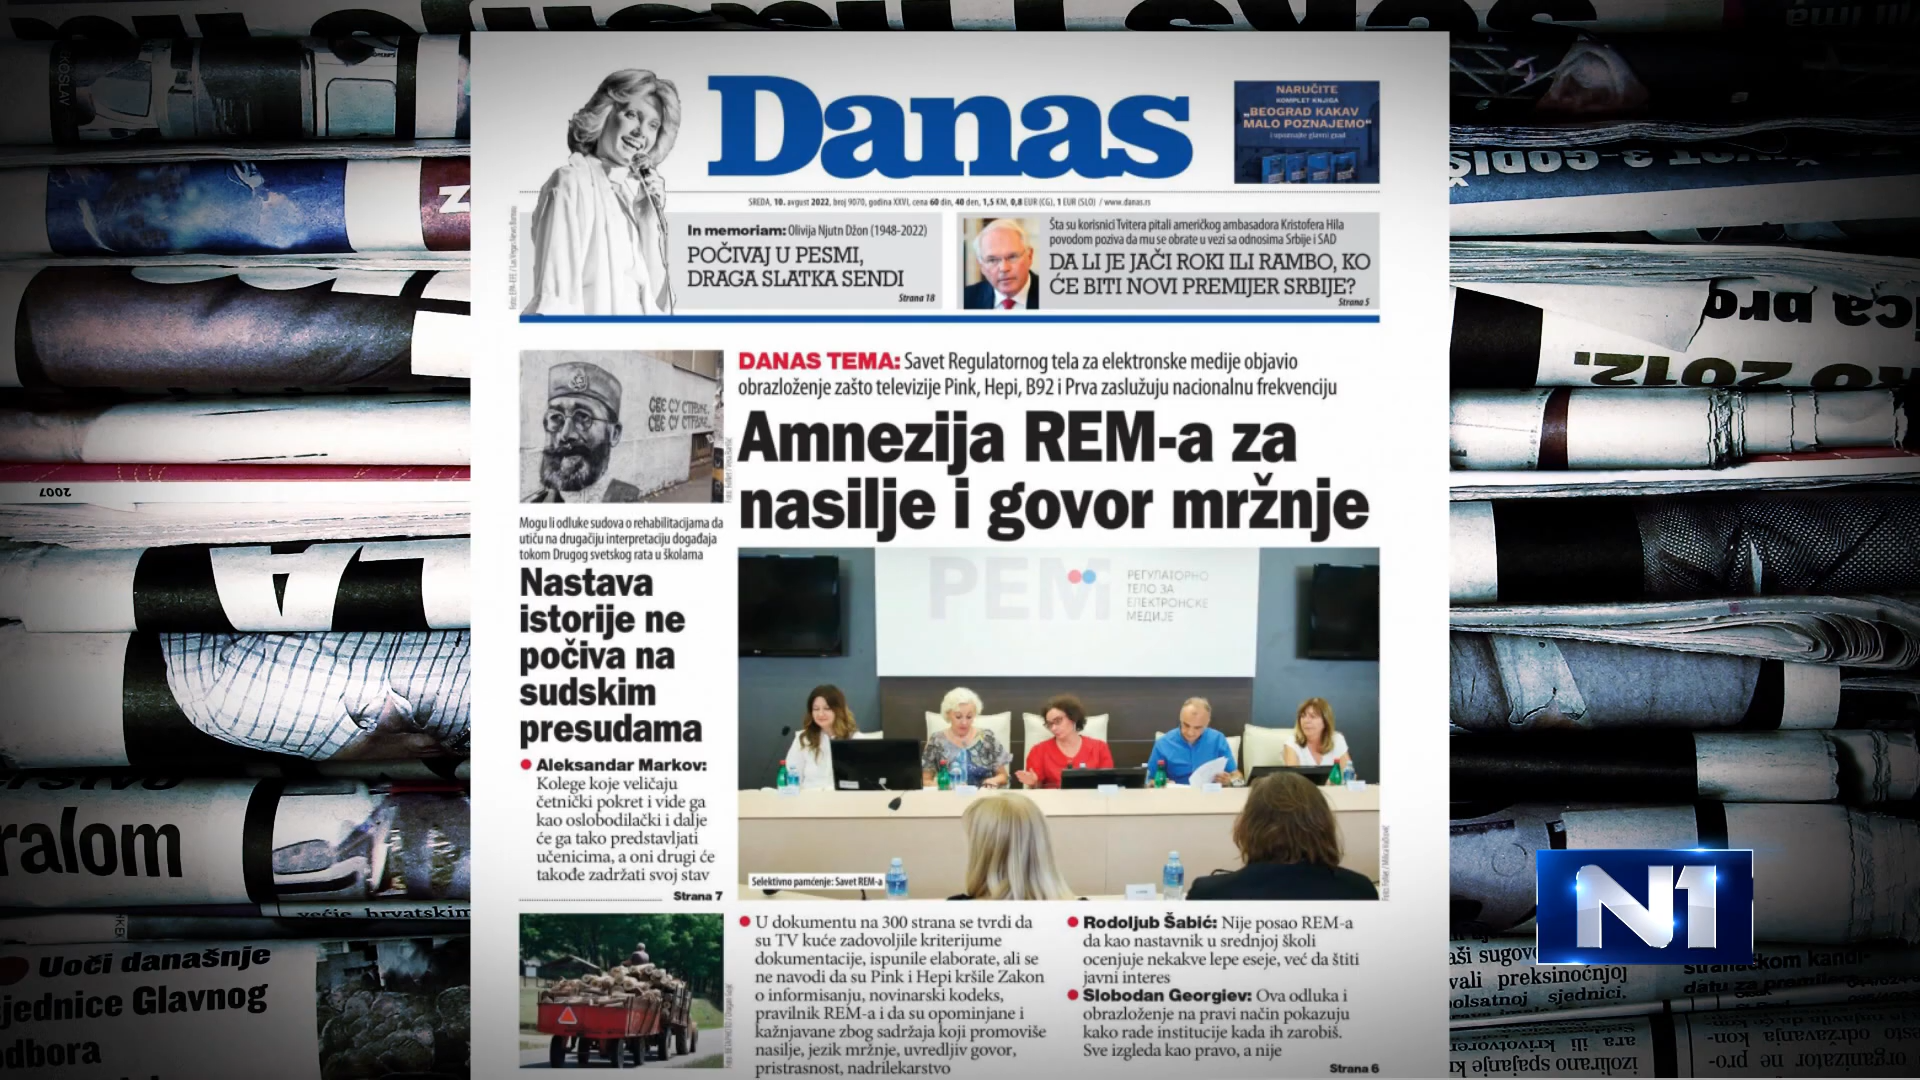 Danas
NARUČITE
KOMPLET KNJIGA
„BEOGRAD KAKAV
MALO POZNAJEMO“
i upoznajte glavni grad
SREDA, 10. avgust 2022, broj 9070, godina XXVI, cena 60 din, 40 den, 1,5 KM, 0,8 EUR (CG), 1 EUR (SLO) / www.danas.rs
In memoriam: Olivija Njutn Džon (1948-2022)
POČIVAJ U PESMI,
DRAGA SLATKA SENDI
Strana 18
Šta su korisnici Tvitera pitali američkog ambasadora Kristofera Hila
povodom poziva da mu se obrate u vezi sa odnosima Srbije i SAD
DA LI JE JAČI ROKI ILI RAMBO, KO
ĆE BITI NOVI PREMIJER SRBIJE?
Strana 5
DANAS TEMA: Savet Regulatornog tela za elektronske medije objavio
obrazloženje zašto televizije Pink, Hepi, B92 i Prva zaslužuju nacionalnu frekvenciju
Amnezija REM-a za
nasilje i govor mržnje
Mogu li odluke sudova o rehabilitacijama da
utiču na drugačiju interpretaciju događaja
tokom Drugog svetskog rata u školama
Nastava
istorije ne
počiva na
sudskim
presudama
Aleksandar Markov:
Kolege koje veličaju
četnički pokret i vide ga
kao oslobodilački i dalje
će ga tako predstavljati
učenicima, a oni drugi će
takođe zadržati svoj stav
Strana 7
РЕМ
РЕГУЛАТОРНО
ТЕЛО ЗА
ЕЛЕКТРОНСКЕ
МЕДИЈЕ
Selektivno pamćenje: Savet REM-a
U dokumentu na 300 strana se tvrdi da
su TV kuće zadovoljile kriterijume
dokumentacije, ispunile elaborate, ali se
ne navodi da su Pink i Hepi kršile Zakon
o informisanju, novinarski kodeks,
pravilnik REM-a i da su opominjane i
kažnjavane zbog sadržaja koji promoviše
nasilje, jezik mržnje, uvredljiv govor,
pristrasnost, nadrilekarstvo
Rodoljub Šabić: Nije posao REM-a
da kao nastavnik u srednjoj školi
ocenjuje nekakve lepe eseje, već da štiti
javni interes
Slobodan Georgiev: Ova odluka i
obrazloženje na pravi način pokazuju
kako rade institucije kada ih zarobiš.
Sve izgleda kao pravo, a nije
Strana 6
N1
2007
LA
ralom
Uoči današnje
jednice Glavnog
odbora
2012.
preksinoćnjoj
sjednici.